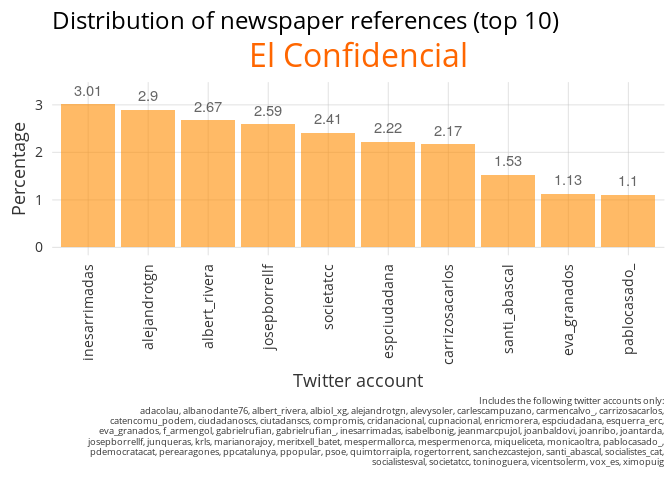 Distribution of newspaper references (top 10)
El Confidencial
3.01
2.9
2.67
2.59
2.41
2.22
2.17
1.53
1.13
1.1
Percentage
3
2
1
0
inesarrimadas
alejandrotgn
albert_rivera
josepborrellf
societatcc
espciudadana
carrizosacarlos
santi_abascal
eva_granados
pablocasado_
Twitter account
Includes the following twitter accounts only:
adacolau, albanodante76, albert_rivera, albiol_xg, alejandrotgn, alevysoler, carlescampuzano, carmencalvo_, carrizosacarlos,
catencomu_podem, ciudadanoscs, ciutadanscs, compromis, cridanacional, cupnacional, enricmorera, espciudadana, esquerra_erc,
eva_granados, f_armengol, gabrielrufian, gabrielrufian_, inesarrimadas, isabelbonig, jeanmarcpujol, joanbaldovi, joanribo, joantarda,
josepborrellf, junqueras, krls, marianorajoy, meritxell_batet, mespermallorca, mespermenorca, miqueliceta, monicaoltra, pablocasado_,
pdemocratacat, perearagones, ppcatalunya, ppopular, psoe, quimtorraipla, rogertorrent, sanchezcastejon, santi_abascal, socialistes_cat,
socialistesval, societatcc, toninoguera, vicentsolerm, vox_es, ximopuig